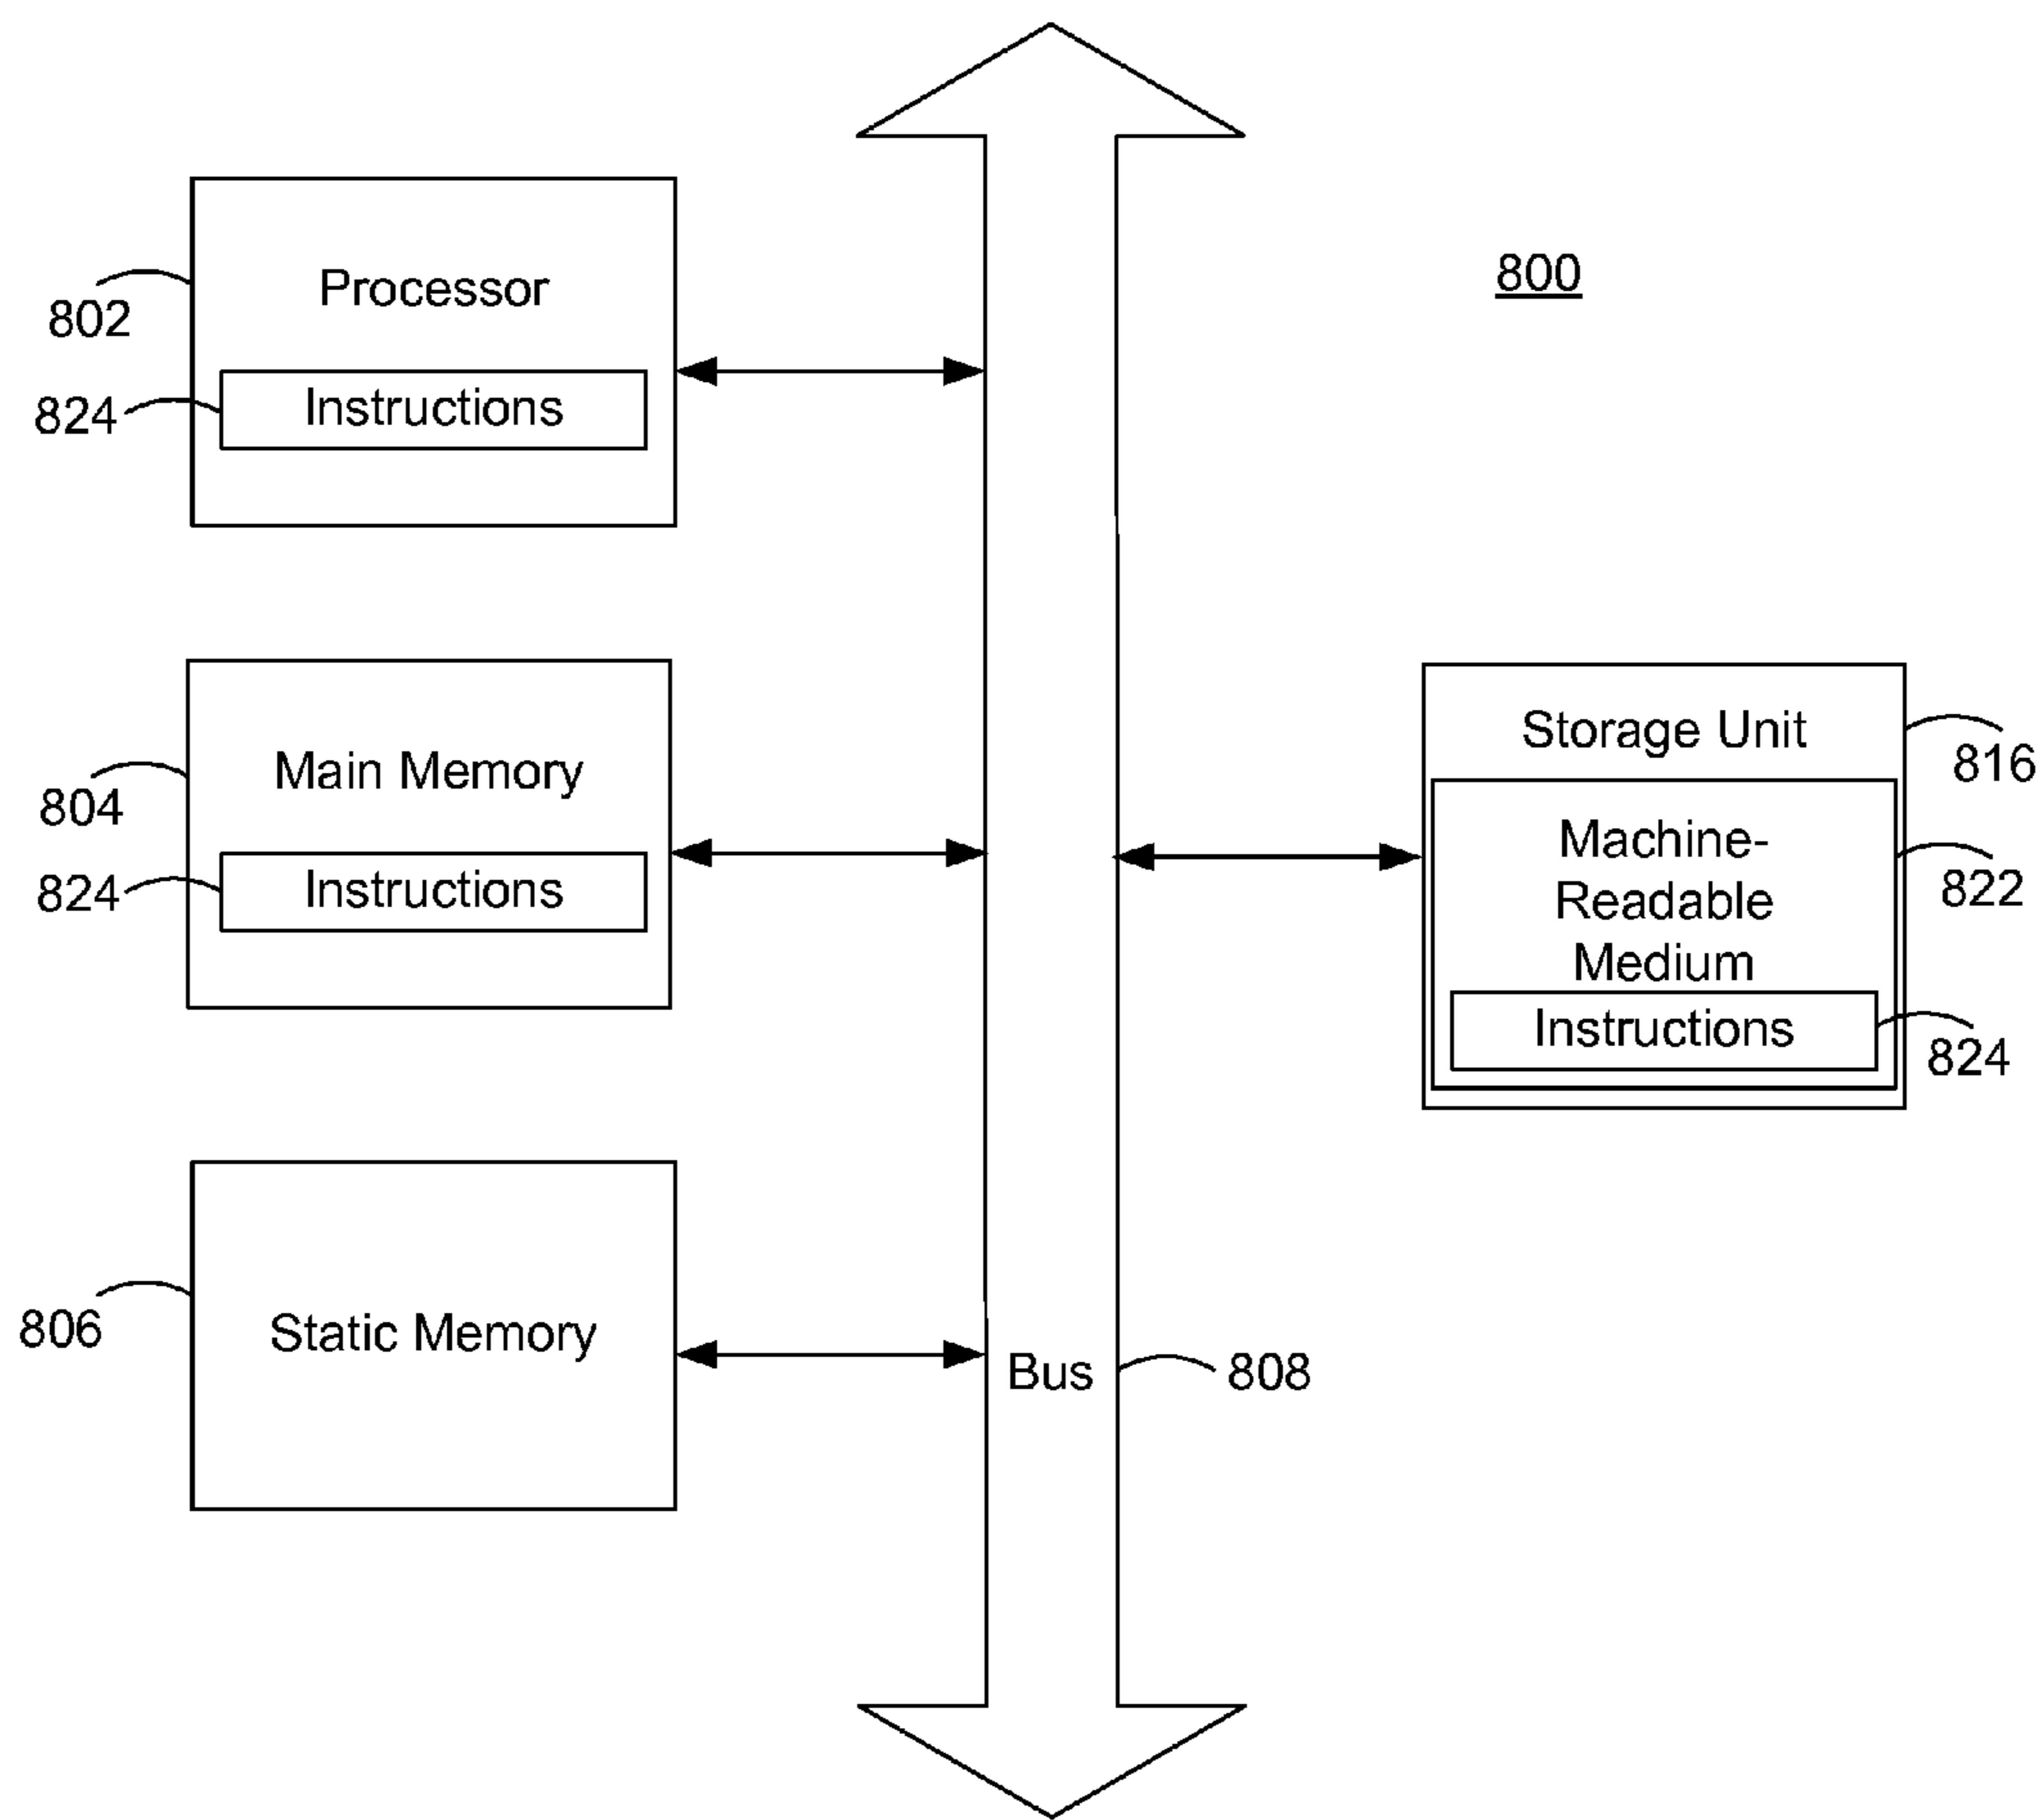 800
Processor
802
Instructions
824
Main Memory
804
Instructions
824
Static Memory
806
Bus
808
Storage Unit
816
Machine-
Readable
Medium
822
Instructions
824